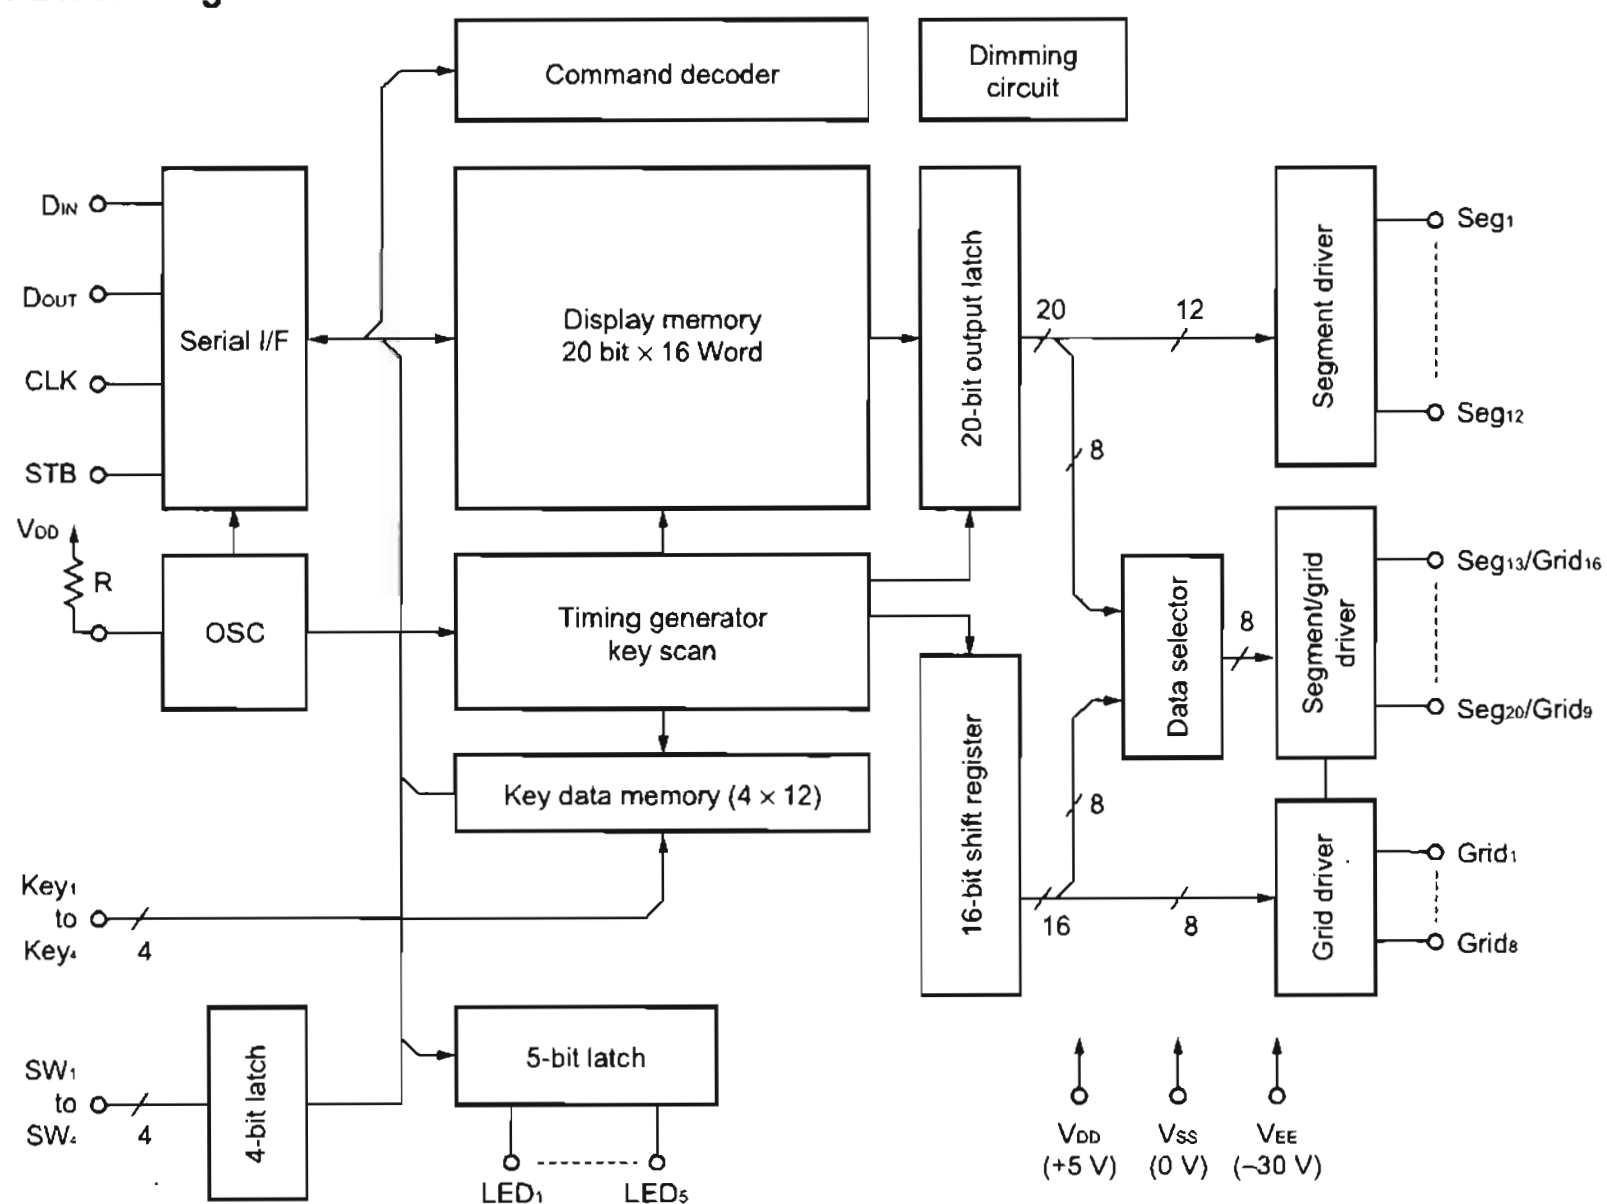 Command decoder
Dimming
circuit
DIN
DOUT
CLK
STB
Serial I/F
Display memory
20 bit × 16 Word
20-bit output latch
20
12
8
Segment driver
Seg1
Seg12
VDD
R
OSC
Timing generator
key scan
Data selector
8
Segment/grid
driver
Seg13/Grid16
Seg20/Grid9
Key data memory (4 × 12)
16-bit shift register
8
16
8
Grid driver
Grid1
Grid8
Key1
to
Key4
4
SW1
to
SW4
4
4-bit latch
5-bit latch
LED1
LED5
VDD
(+5 V)
VSS
(0 V)
VEE
(–30 V)